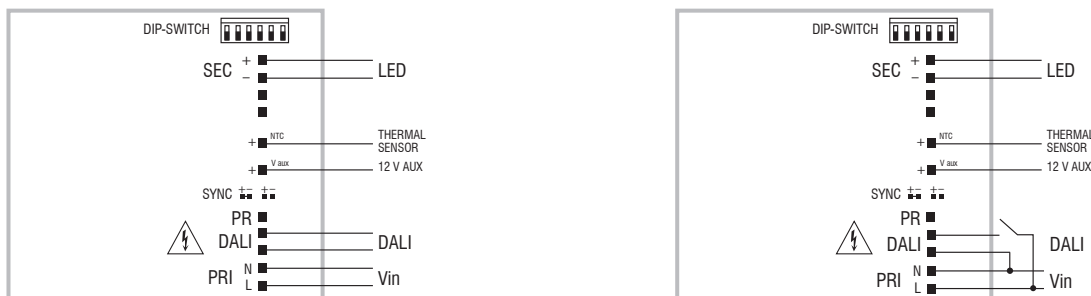 DIP-SWITCH
SEC + LED
−
+ NTC THERMAL
SENSOR
+ V aux 12 V AUX
SYNC +− +−
PR
DALI DALI
PRI N Vin
L
DIP-SWITCH
SEC + LED
−
+ NTC THERMAL
SENSOR
+ V aux 12 V AUX
SYNC +− +−
PR
DALI DALI
PRI N Vin
L